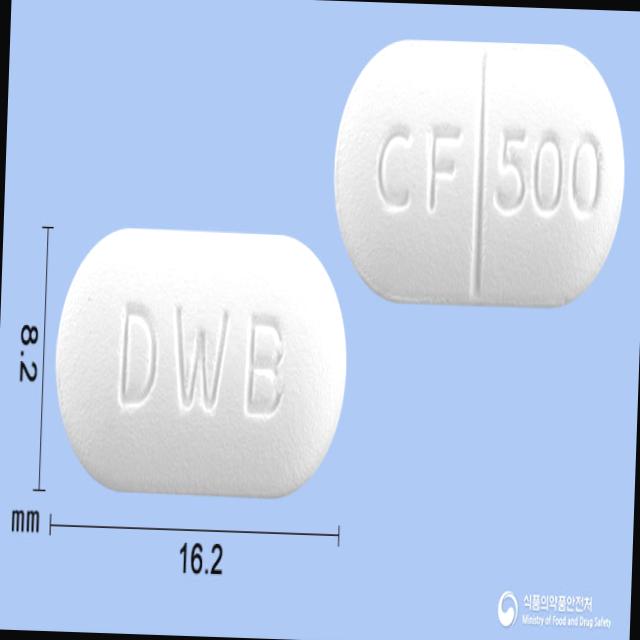 CF 500
DWB
8.2
mm
16.2
식품의약품안전처
Ministry of Food and Drug Safety